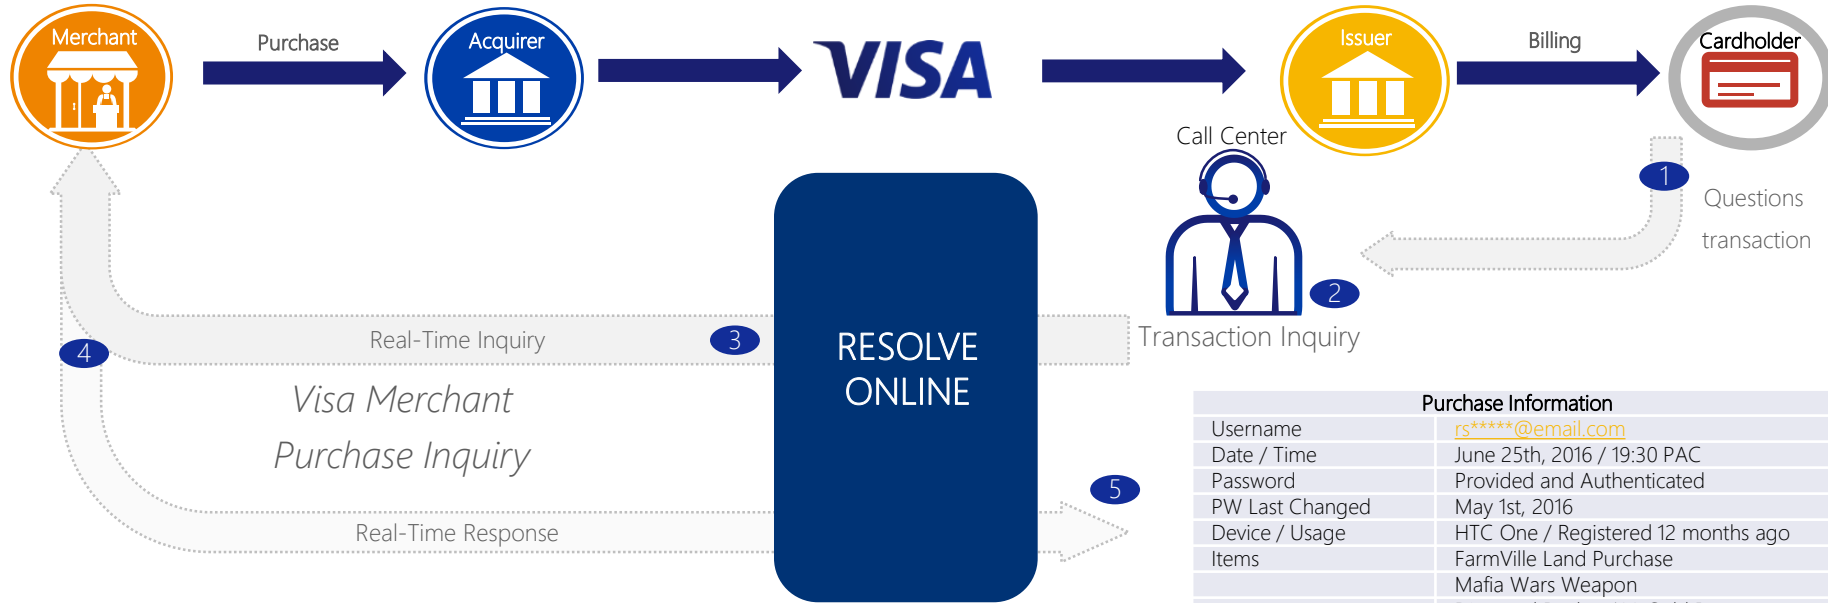 Merchant
Purchase
Acquirer
VISA
Issuer
Billing
Cardholder
Call Center
1
Questions
transaction
2
Transaction Inquiry
Real-Time Inquiry
3
4
RESOLVE
ONLINE
Visa Merchant
Purchase Inquiry
5
Real-Time Response
Purchase Information
Username rs*****@email.com
Date / Time June 25th, 2016 / 19:30 PAC
Password Provided and Authenticated
PW Last Changed May 1st, 2016
Device / Usage HTC One / Registered 12 months ago
Items FarmVille Land Purchase
Mafia Wars Weapon